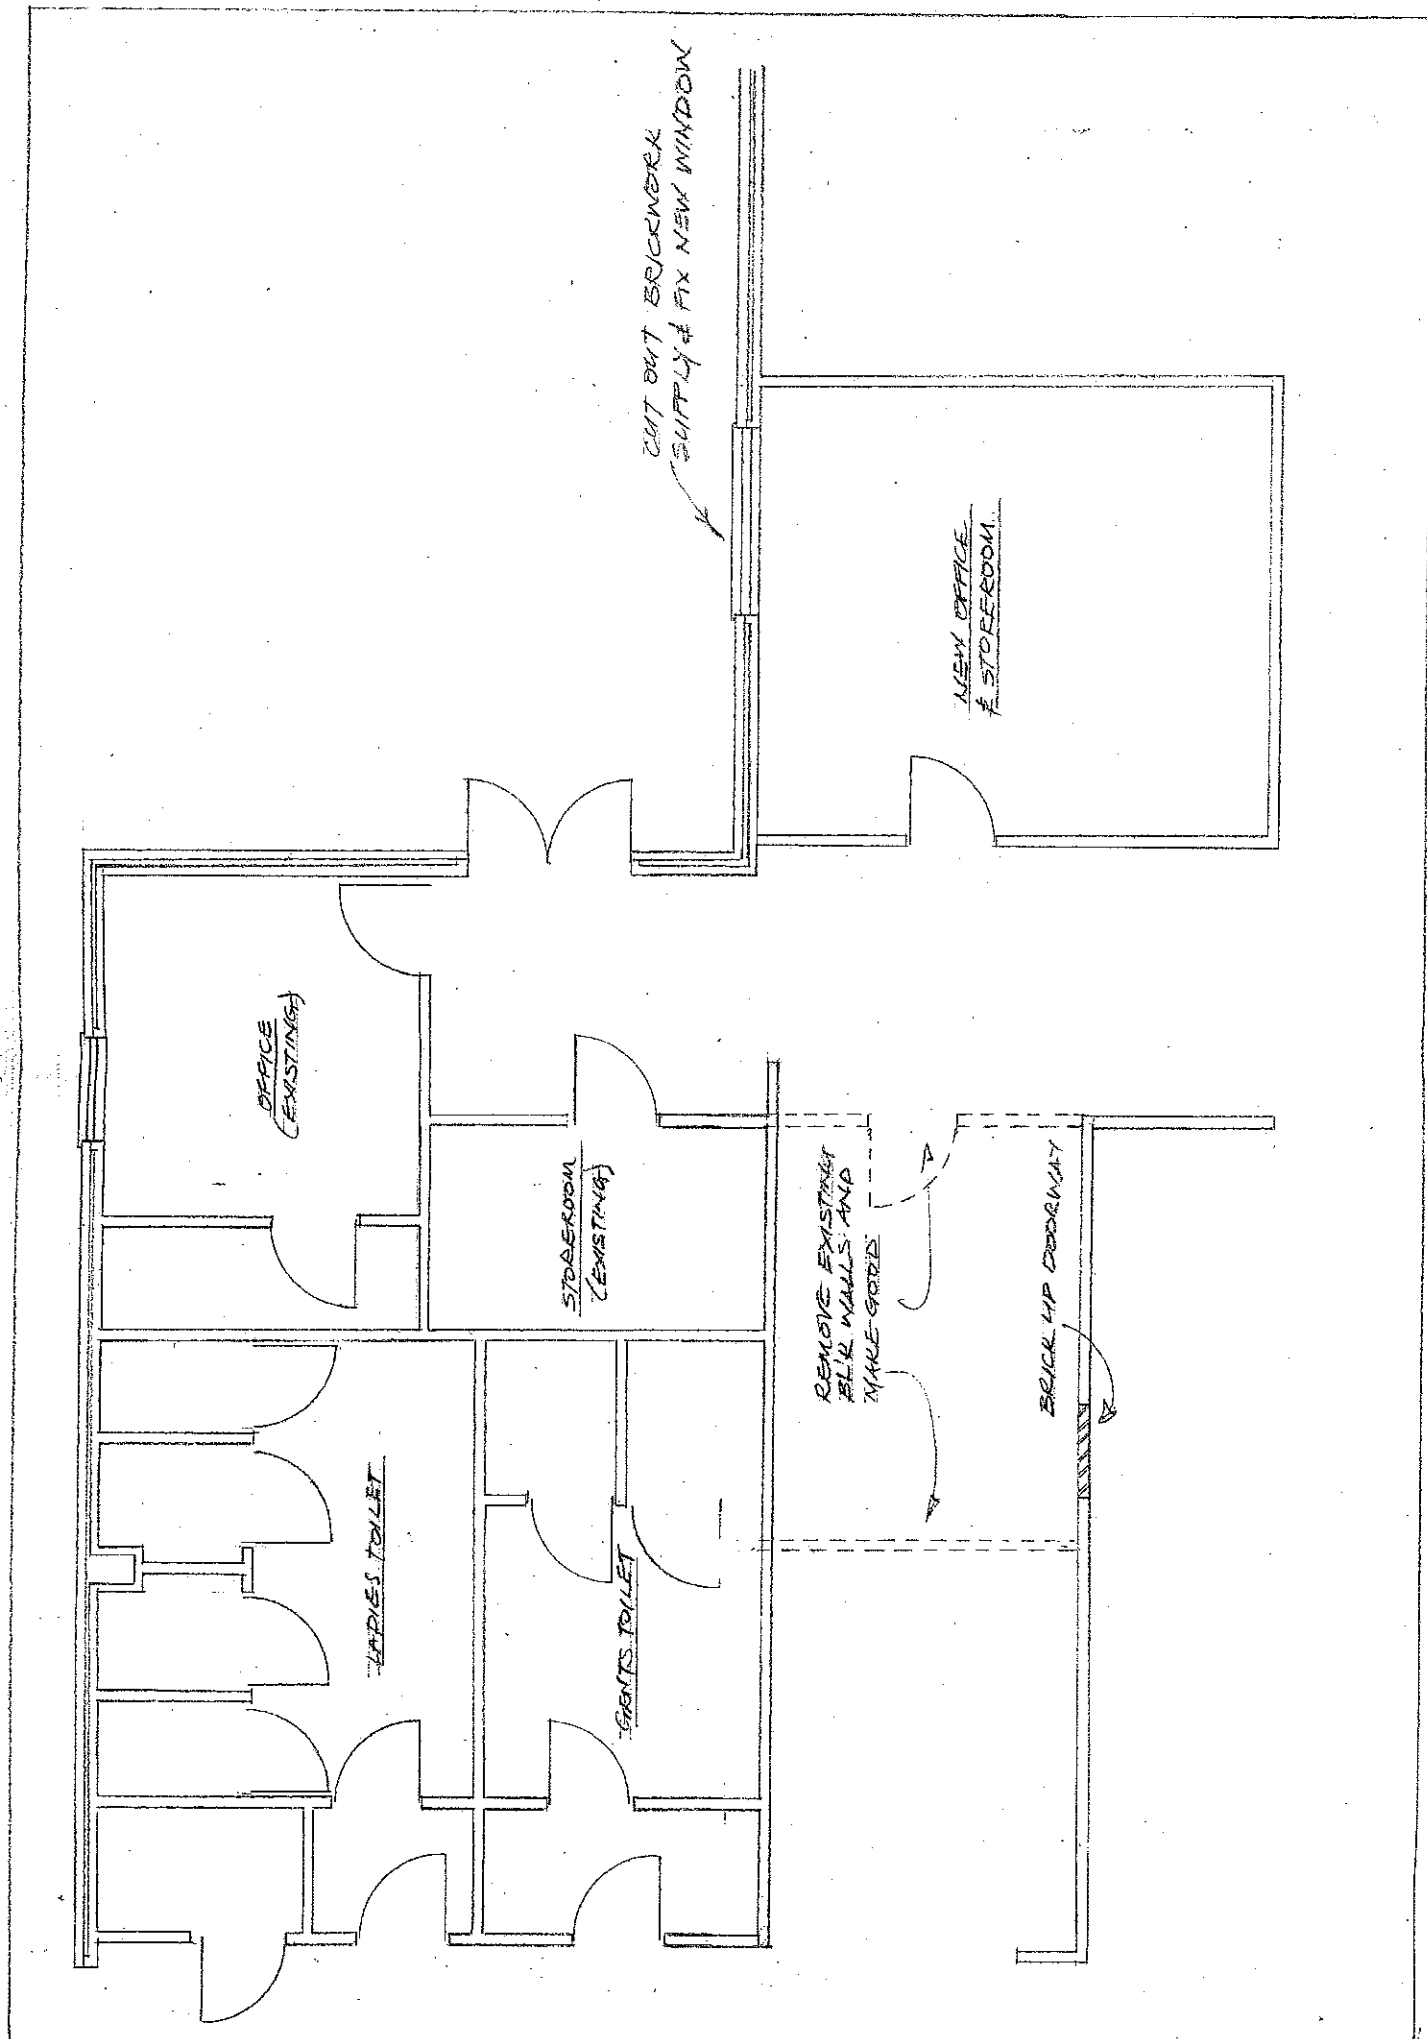 CUT OUT BRICKWORK
SUPPLY & FIX NEW WINDOW
NEW OFFICE
& STOREROOM.
OFFICE
(EXISTING)
STOREROOM
(EXISTING)
REMOVE EXISTING
BL'K WALLS AND
MAKE GOOD
BRICK UP DOORWAY
LADIES TOILET
GENTS TOILET